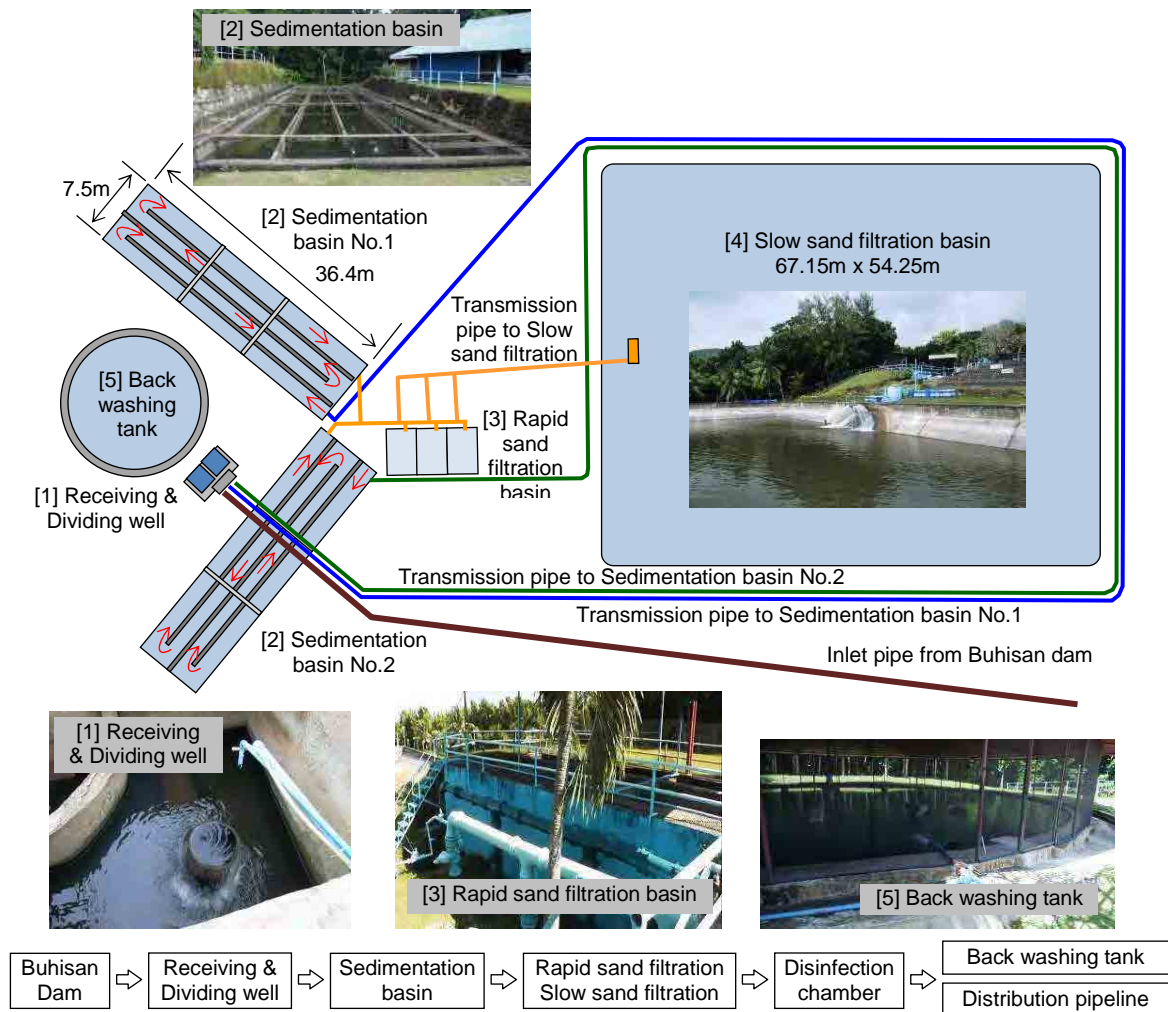 [2] Sedimentation basin
7.5m
[2] Sedimentation
basin No.1
36.4m
[4] Slow sand filtration basin
67.15m x 54.25m
Transmission
pipe to Slow
sand filtration
[5] Back
washing
tank
[3] Rapid
sand
filtration
basin
[1] Receiving &
Dividing well
Transmission pipe to Sedimentation basin No.2
Transmission pipe to Sedimentation basin No.1
[2] Sedimentation
basin No.2
Inlet pipe from Buhisan dam
[1] Receiving
& Dividing well
[3] Rapid sand filtration basin
[5] Back washing tank
Buhisan
Dam
Receiving &
Dividing well
Sedimentation
basin
Rapid sand filtration
Slow sand filtration
Disinfection
chamber
Back washing tank
Distribution pipeline